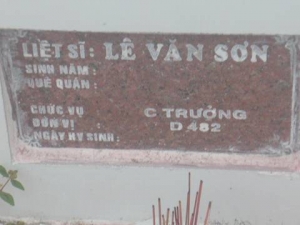 LIỆT SĨ: LÊ VĂN SƠN
SINH NĂM :
QUÊ QUÁN :
CHỨC VỤ C TRƯỞNG
ĐƠN VỊ D 482
NGÀY HY SINH: